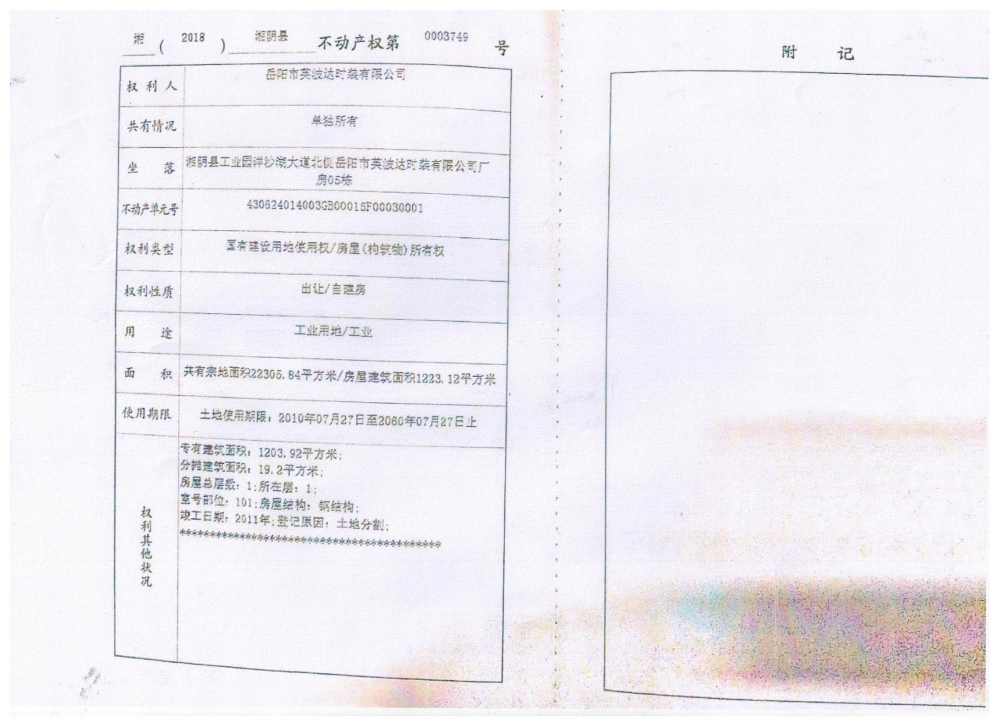 湘(2018)湘阴县不动产权第0003749号
权利人 岳阳市英波达时装有限公司
共有情况 单独所有
坐落 湘阴县工业园洋沙湖大道北侧岳阳市英波达时装有限公司厂
房05栋
不动产单元号 430624014003GB00015F00030001
权利类型 国有建设用地使用权/房屋(构筑物)所有权
权利性质 出让/自建房
用途 工业用地/工业
面积 共有宗地面积22305.84平方米/房屋建筑面积1223.12平方米
使用期限 土地使用期限：2010年07月27日至2060年07月27日止
权利其他状况
专有建筑面积：1203.92平方米;
分摊建筑面积：19.2平方米;
房屋总层数：1;所在层：1;
室号部位：101;房屋结构：钢结构;
竣工日期：2011年;登记原因：土地分割;
********************************************
附记